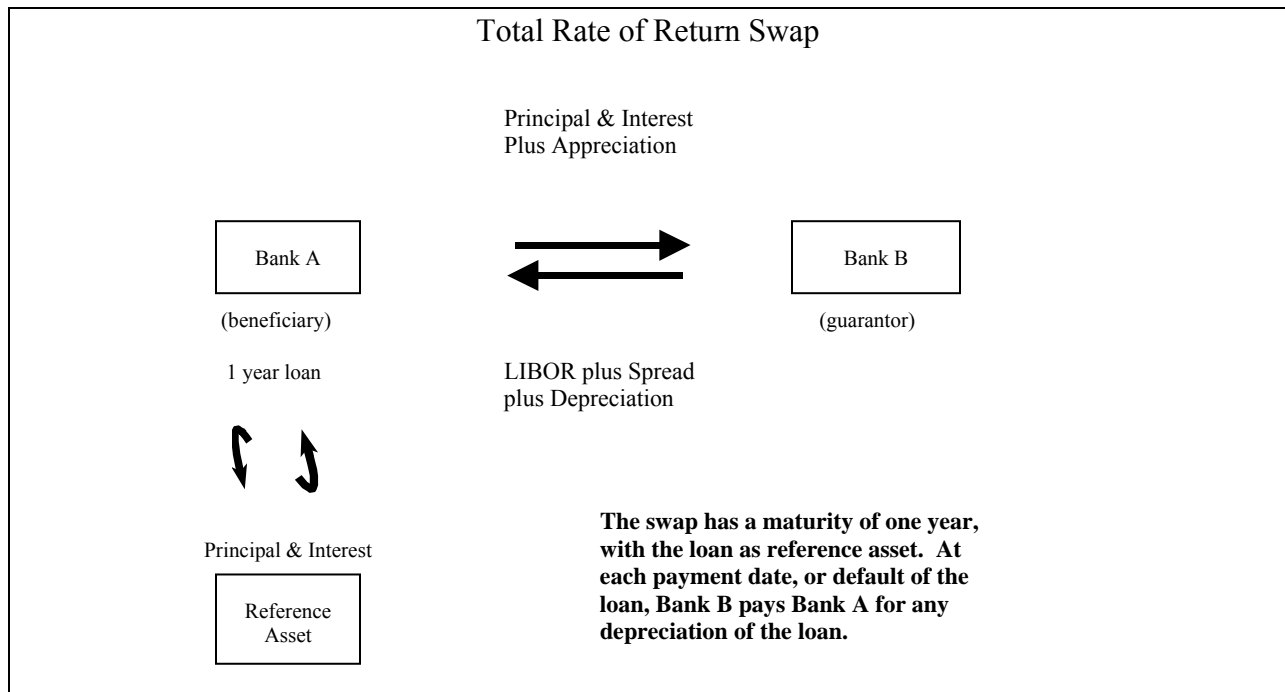 Total Rate of Return Swap
Principal & Interest
Plus Appreciation
Bank A
Bank B
(beneficiary)
(guarantor)
1 year loan
LIBOR plus Spread
plus Depreciation
Principal & Interest
Reference
Asset
The swap has a maturity of one year,
with the loan as reference asset.  At
each payment date, or default of the
loan, Bank B pays Bank A for any
depreciation of the loan.